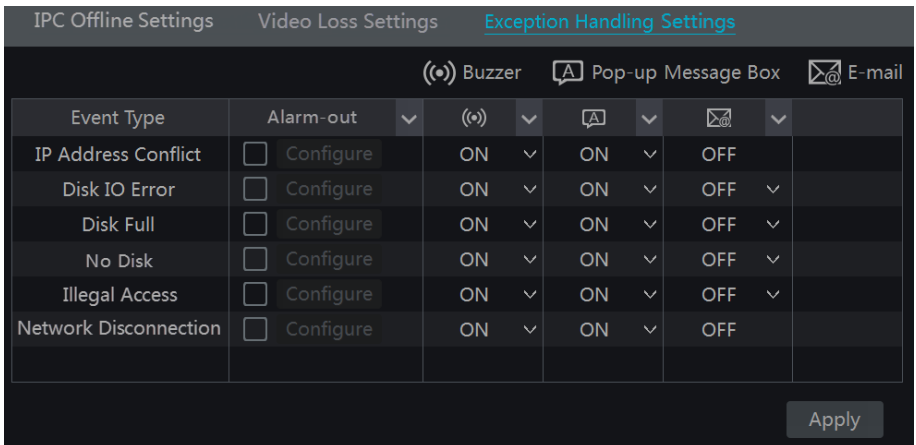 IPC Offline Settings Video Loss Settings Exception Handling Settings
Buzzer A Pop-up Message Box E-mail
Event Type Alarm-out A
IP Address Conflict Configure ON ON OFF
Disk IO Error Configure ON ON OFF
Disk Full Configure ON ON OFF
No Disk Configure ON ON OFF
Illegal Access Configure ON ON OFF
Network Disconnection Configure ON ON OFF
Apply